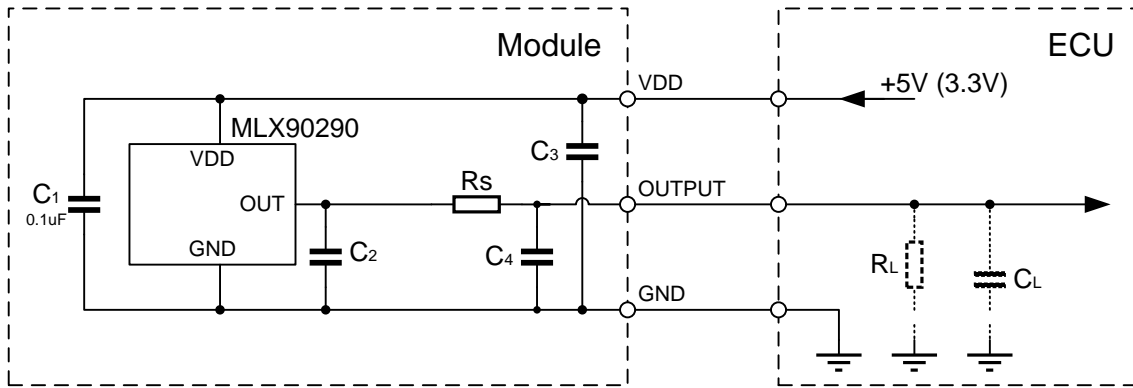 Module
ECU
VDD
+5V (3.3V)
MLX90290
VDD
C3
C1
0.1uF
OUT
Rs
OUTPUT
GND
C2
C4
RL
CL
GND